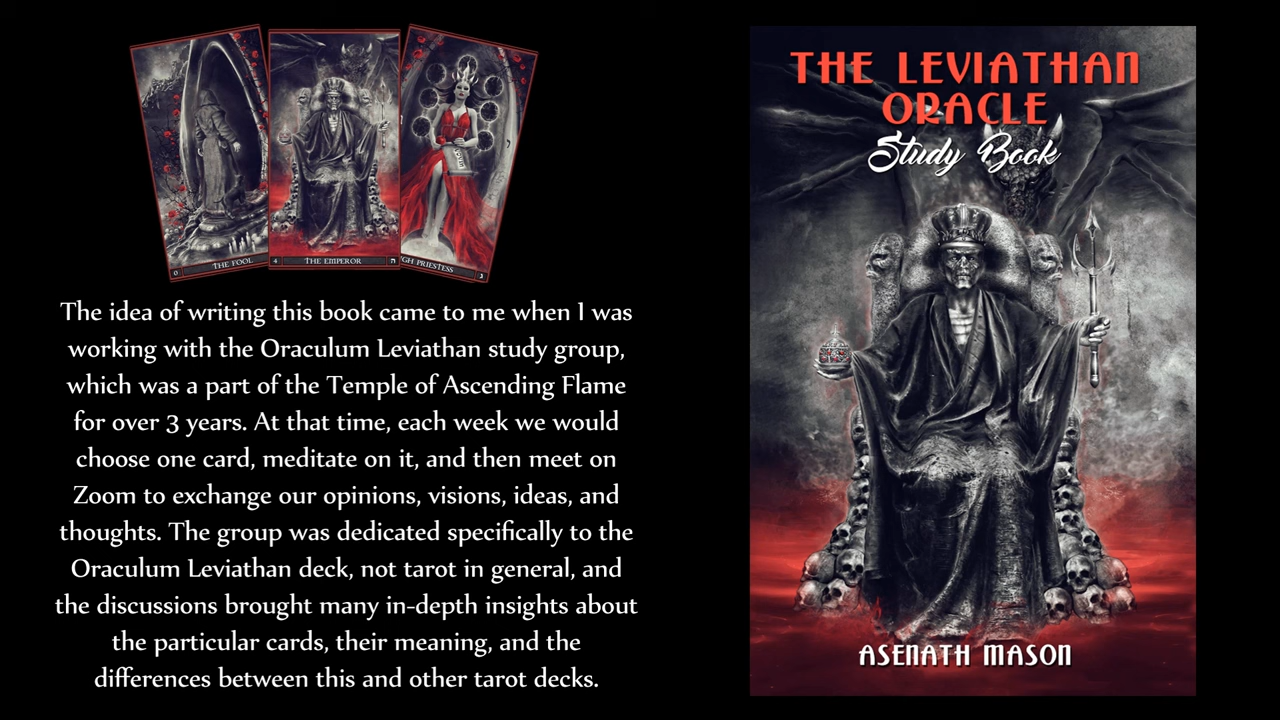 0 THE FOOL
4 THE EMPEROR ה
GH PRIESTESS ג
The idea of writing this book came to me when I was
working with the Oraculum Leviathan study group,
which was a part of the Temple of Ascending Flame
for over 3 years. At that time, each week we would
choose one card, meditate on it, and then meet on
Zoom to exchange our opinions, visions, ideas, and
thoughts. The group was dedicated specifically to the
Oraculum Leviathan deck, not tarot in general, and
the discussions brought many in-depth insights about
the particular cards, their meaning, and the
differences between this and other tarot decks.
THE LEVIATHAN
ORACLE
Study Book
ASENATH MASON